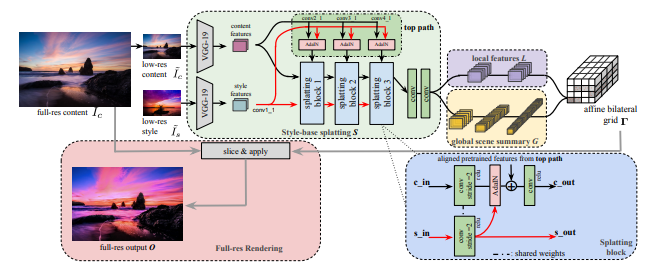 conv2_1 conv3_1 conv4_1
content
features
top path
AdaIN AdaIN AdaIN
VGG-19
low-res
content Ĩc
full-res content Ic
style
features
VGG-19
low-res
style Ĩs
conv1_1
splatting
block 1
splatting
block 2
splatting
block 3
conv
conv
Style-base splatting S
local features L
global scene summary G
affine bilateral
grid Γ
slice & apply
full-res output O
Full-res Rendering
aligned pretrained features from top path
c_in
conv
stride =2
relu
AdaIN
conv
relu
c_out
s_in
conv
stride =2
relu
s_out
: shared weights
Splatting
block